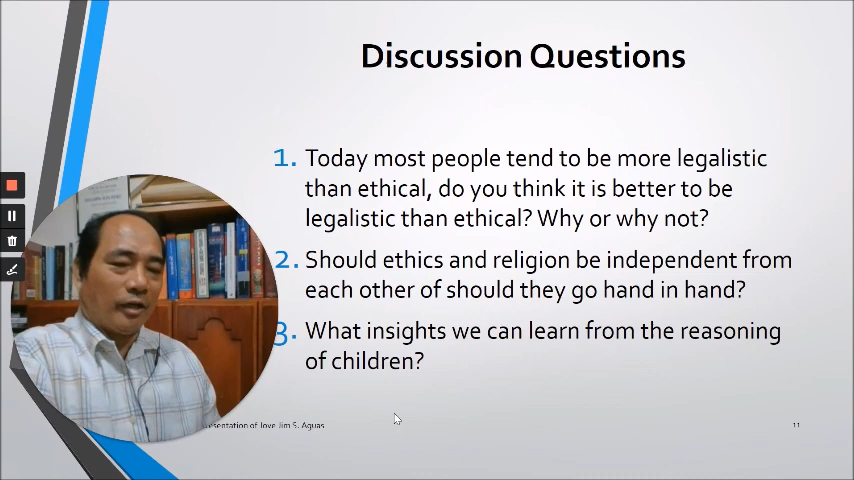 Discussion Questions
1. Today most people tend to be more legalistic
than ethical, do you think it is better to be
legalistic than ethical? Why or why not?
2. Should ethics and religion be independent from
each other of should they go hand in hand?
3. What insights we can learn from the reasoning
of children?
esentation of Jove Jim S. Aguas
11